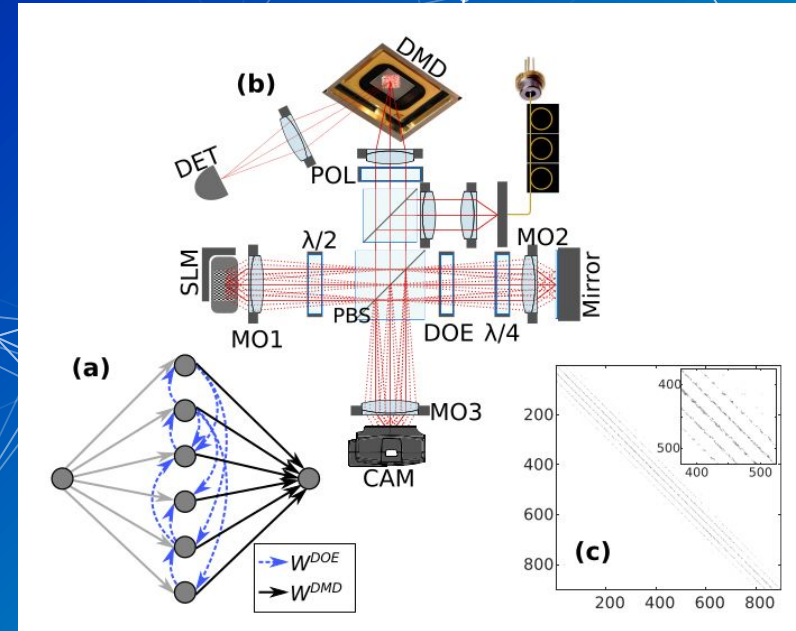 (b)
DMD
DET
POL
λ/2
MO2
SLM
Mirror
MO1
PBS
DOE
λ/4
(a)
MO3
CAM
W^DOE
W^DMD
200
400
600
800
400
500
400
500
(c)
200
400
600
800